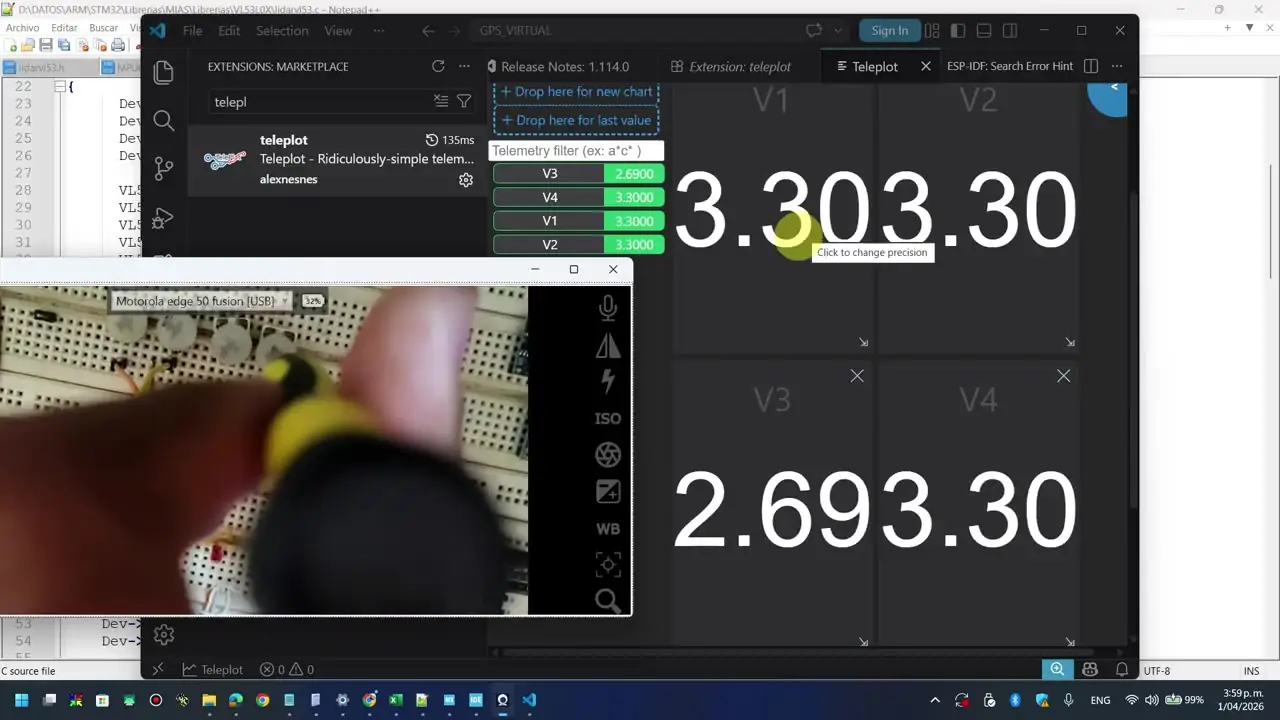 D:\DATOS\ARM\STM32\Librerias\MIAS\Librerias\VL53L0X\lidarvl53.c - Notepad++
Archivo Editar Buscar
File Edit Selection View ··· GPS_VIRTUAL Sign In
lidarvl53.h
EXTENSIONS: MARKETPLACE
Release Notes: 1.114.0
Extension: teleplot
Teleplot
ESP-IDF: Search Error Hint
telepl
teleplot 135ms
Teleplot - Ridiculously-simple telem...
alexnesnes
+ Drop here for new chart
+ Drop here for last value
Telemetry filter (ex: a*c* )
V3 2.6900
V4 3.3000
V1 3.3000
V2 3.3000
V1
3.30
V2
3.30
Click to change precision
V3
2.69
V4
3.30
22 {
23 Dev
24 Dev
25 Dev
26 Dev
27
28 VL5
29 VL5
30 VL5
31 VL5
Motorola edge 50 fusion [USB] 32%
ISO
WB
53 Dev->
54 Dev->
55
Teleplot 0 0
C source file UTF-8 INS
ENG 99% 3:59 p. m.
1/04/2026